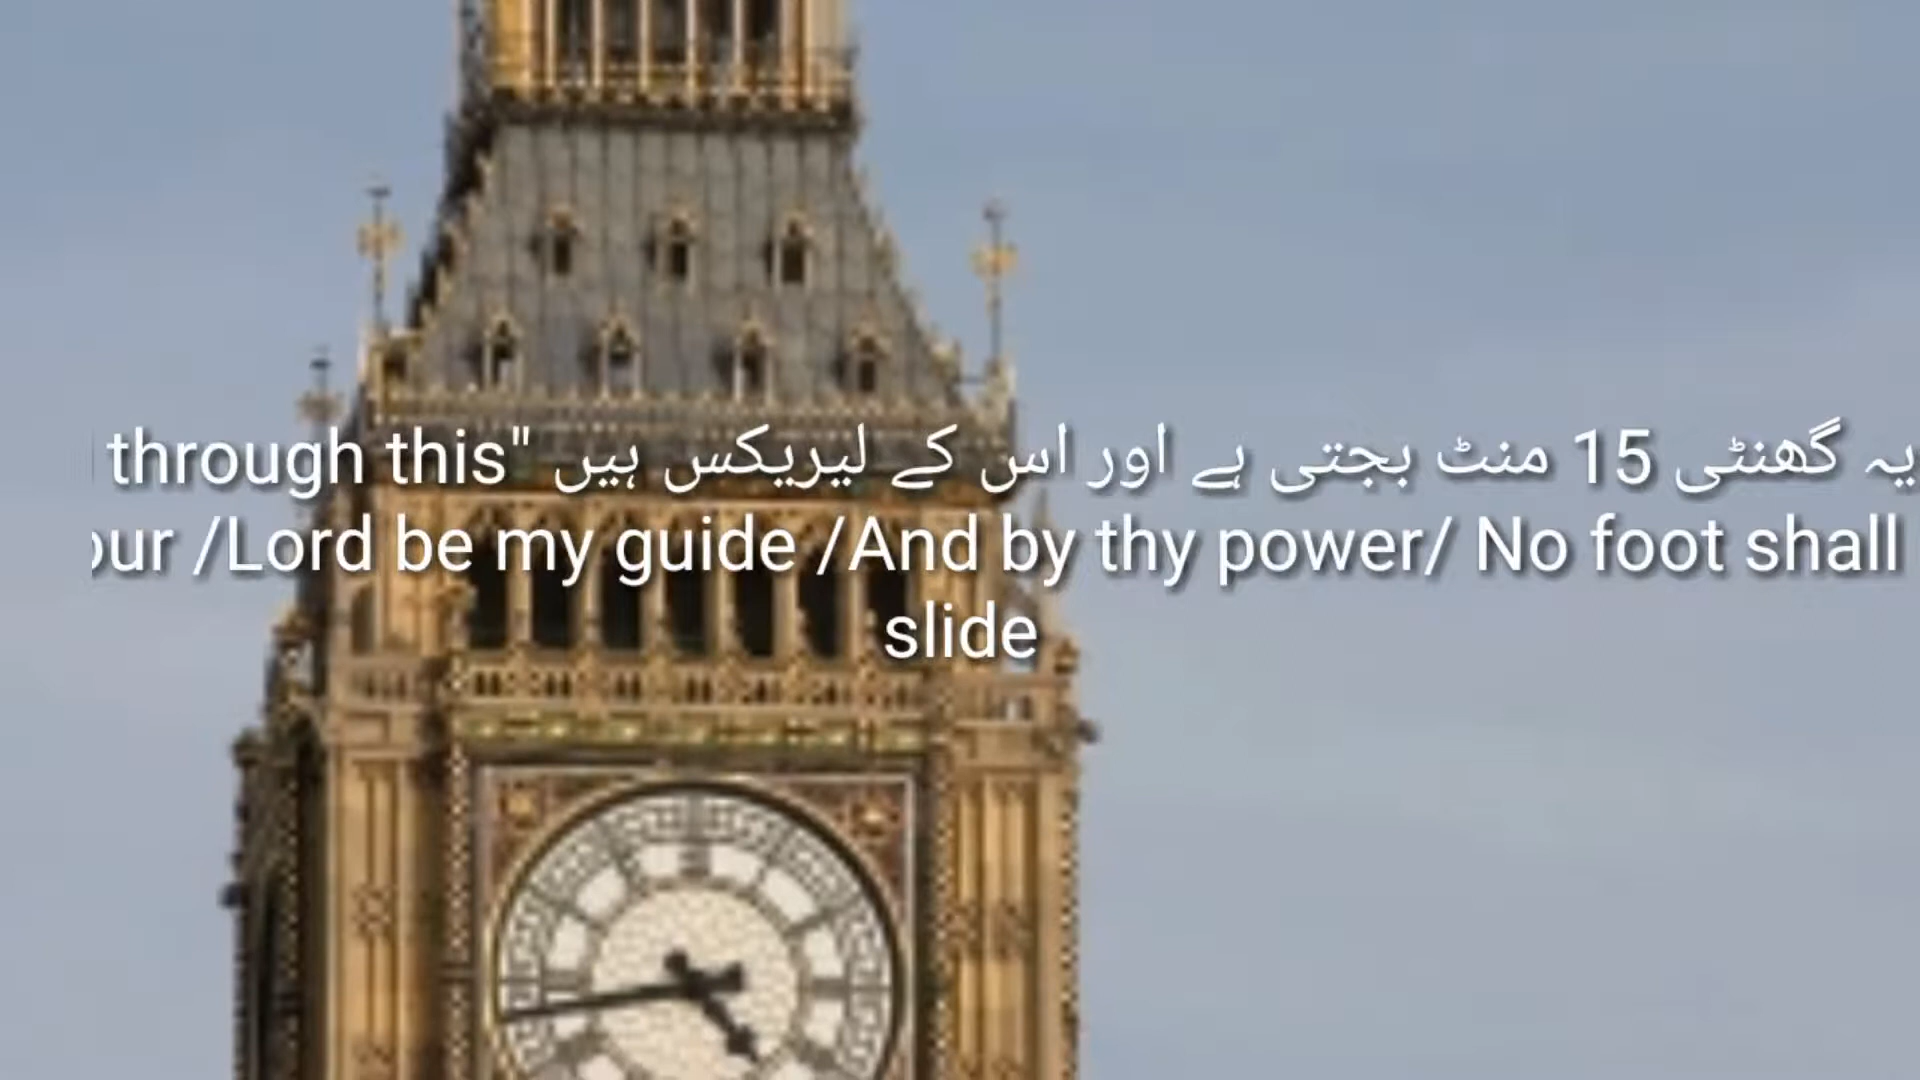 یہ گھنٹی 15 منٹ بجتی ہے اور اس کے لیریکس ہیں "through this
/Lord be my guide /And by thy power/ No foot shall
slide